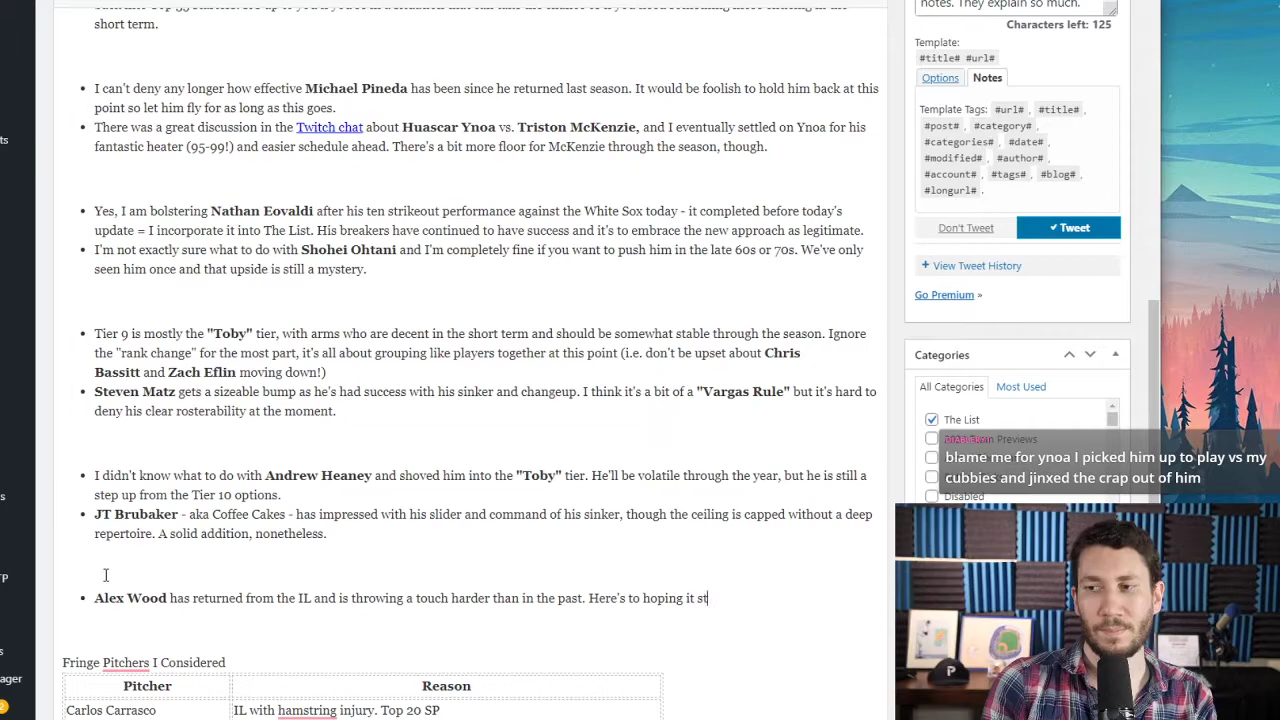 short term.
I can't deny any longer how effective Michael Pineda has been since he returned last season. It would be foolish to hold him back at this
point so let him fly for as long as this goes.
There was a great discussion in the Twitch chat about Huascar Ynoa vs. Triston McKenzie, and I eventually settled on Ynoa for his
fantastic heater (95-99!) and easier schedule ahead. There's a bit more floor for McKenzie through the season, though.
Yes, I am bolstering Nathan Eovaldi after his ten strikeout performance against the White Sox today - it completed before today's
update = I incorporate it into The List. His breakers have continued to have success and it's to embrace the new approach as legitimate.
I'm not exactly sure what to do with Shohei Ohtani and I'm completely fine if you want to push him in the late 60s or 70s. We've only
seen him once and that upside is still a mystery.
Tier 9 is mostly the "Toby" tier, with arms who are decent in the short term and should be somewhat stable through the season. Ignore
the "rank change" for the most part, it's all about grouping like players together at this point (i.e. don't be upset about Chris
Bassitt and Zach Eflin moving down!)
Steven Matz gets a sizeable bump as he's had success with his sinker and changeup. I think it's a bit of a "Vargas Rule" but it's hard to
deny his clear rosterability at the moment.
I didn't know what to do with Andrew Heaney and shoved him into the "Toby" tier. He'll be volatile through the year, but he is still a
step up from the Tier 10 options.
JT Brubaker - aka Coffee Cakes - has impressed with his slider and command of his sinker, though the ceiling is capped without a deep
repertoire. A solid addition, nonetheless.
Alex Wood has returned from the IL and is throwing a touch harder than in the past. Here's to hoping it st
Fringe Pitchers I Considered
Pitcher Reason
Carlos Carrasco IL with hamstring injury. Top 20 SP
notes. They explain so much.
Characters left: 125
Template:
#title# #url#
Options Notes
Template Tags: #url# , #title# ,
#post# , #category# ,
#categories# , #date# ,
#modified# , #author# ,
#account# , #tags# , #blog# ,
#longurl# .
Don't Tweet ✔ Tweet
+ View Tweet History
Go Premium »
Categories
All Categories Most Used
The List
Previews
blame me for ynoa I picked him up to play vs my
cubbies and jinxed the crap out of him
Disabled